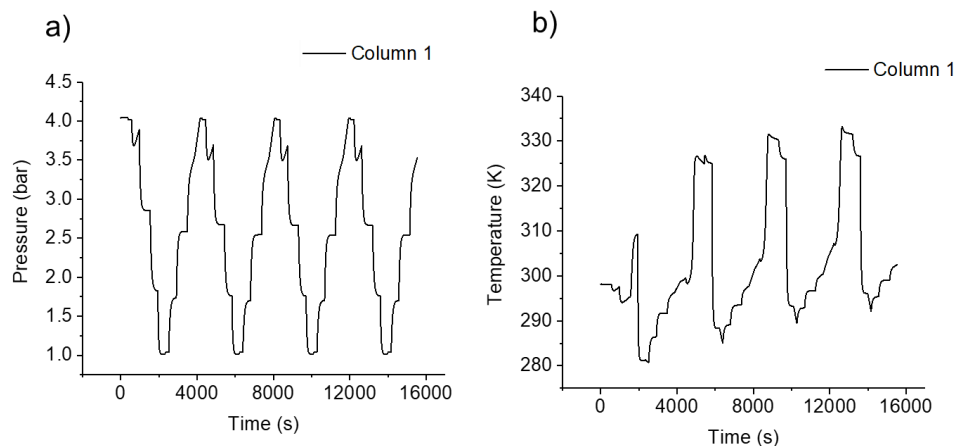 a)
Column 1
4.5
4.0
3.5
3.0
2.5
2.0
1.5
1.0
Pressure (bar)
0 4000 8000 12000 16000
Time (s)
b)
Column 1
340
330
320
310
300
290
280
Temperature (K)
0 4000 8000 12000 16000
Time (s)